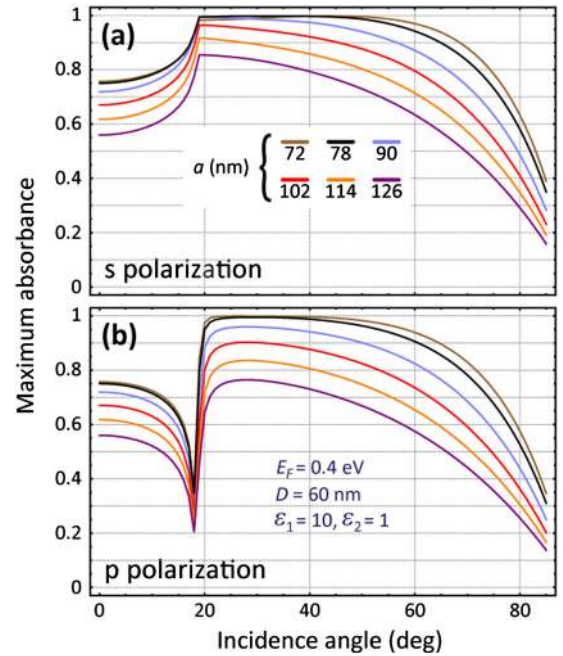 (a)
1
0.8
0.6
0.4
0.2
0
a (nm)
72 78 90
102 114 126
s polarization
Maximum absorbance
(b)
1
0.8
0.6
0.4
0.2
0
E_F = 0.4 eV
D = 60 nm
ε₁ = 10, ε₂ = 1
p polarization
0 20 40 60 80
Incidence angle (deg)